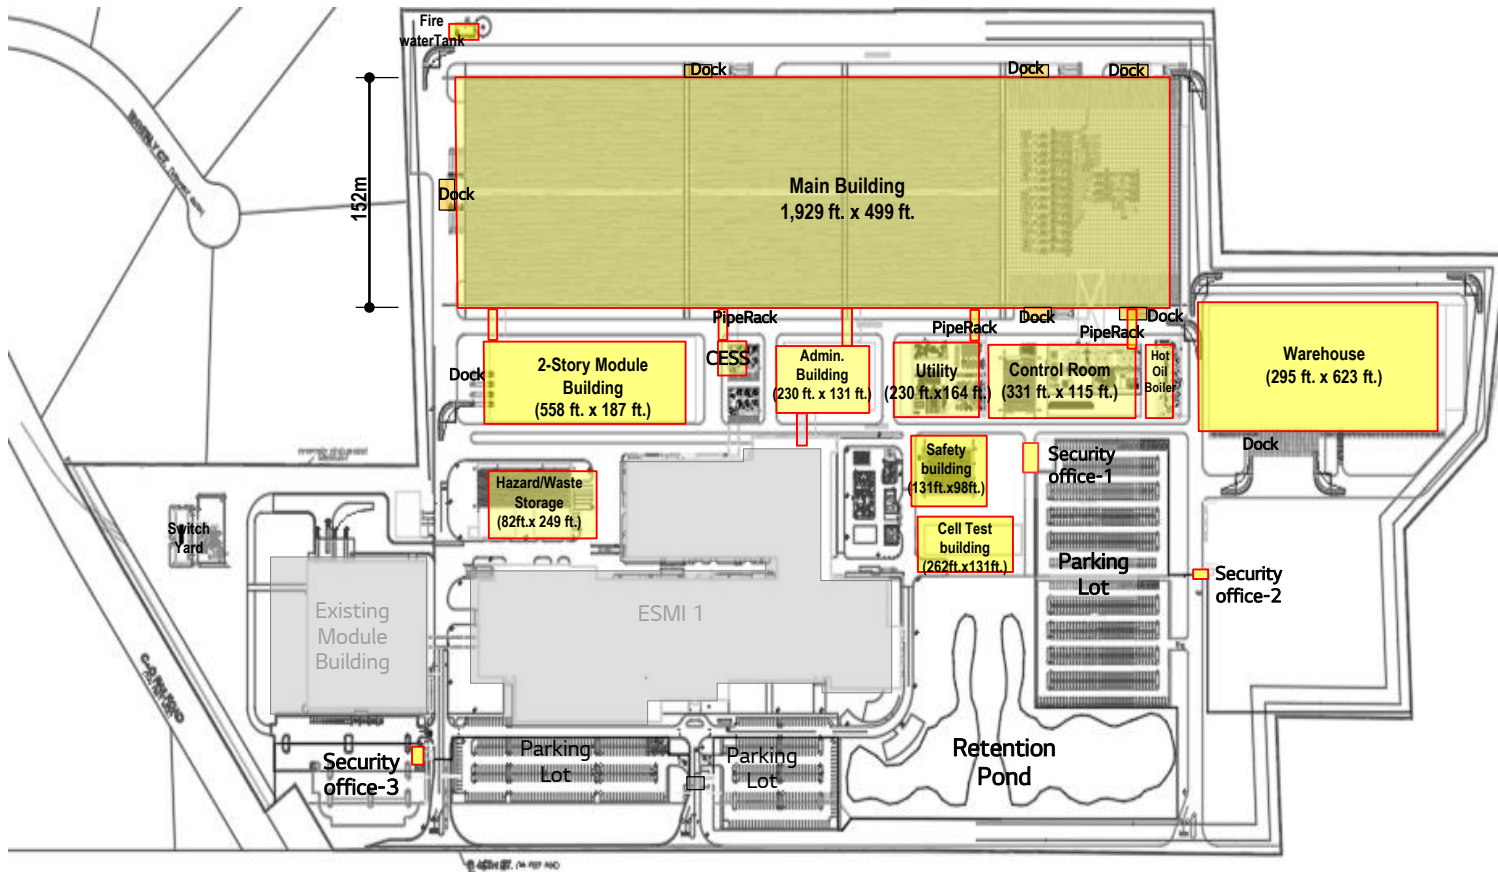 Fire
waterTank
Dock
Dock
Dock
152m
Dock
Main Building
1,929 ft. x 499 ft.
PipeRack
PipeRack
Dock
PipeRack
Dock
Dock
2-Story Module
Building
(558 ft. x 187 ft.)
CESS
Admin.
Building
(230 ft. x 131 ft.)
Utility
(230 ft.x164 ft.)
Control Room
(331 ft. x 115 ft.)
Hot
Oil
Boiler
Warehouse
(295 ft. x 623 ft.)
Dock
Hazard/Waste
Storage
(82ft.x 249 ft.)
Safety
building
(131ft.x98ft.)
Security
office-1
Switch
Yard
Cell Test
building
(262ft.x131ft.)
Parking
Lot
Security
office-2
Existing
Module
Building
ESMI 1
Security
office-3
Parking
Lot
Parking
Lot
Retention
Pond